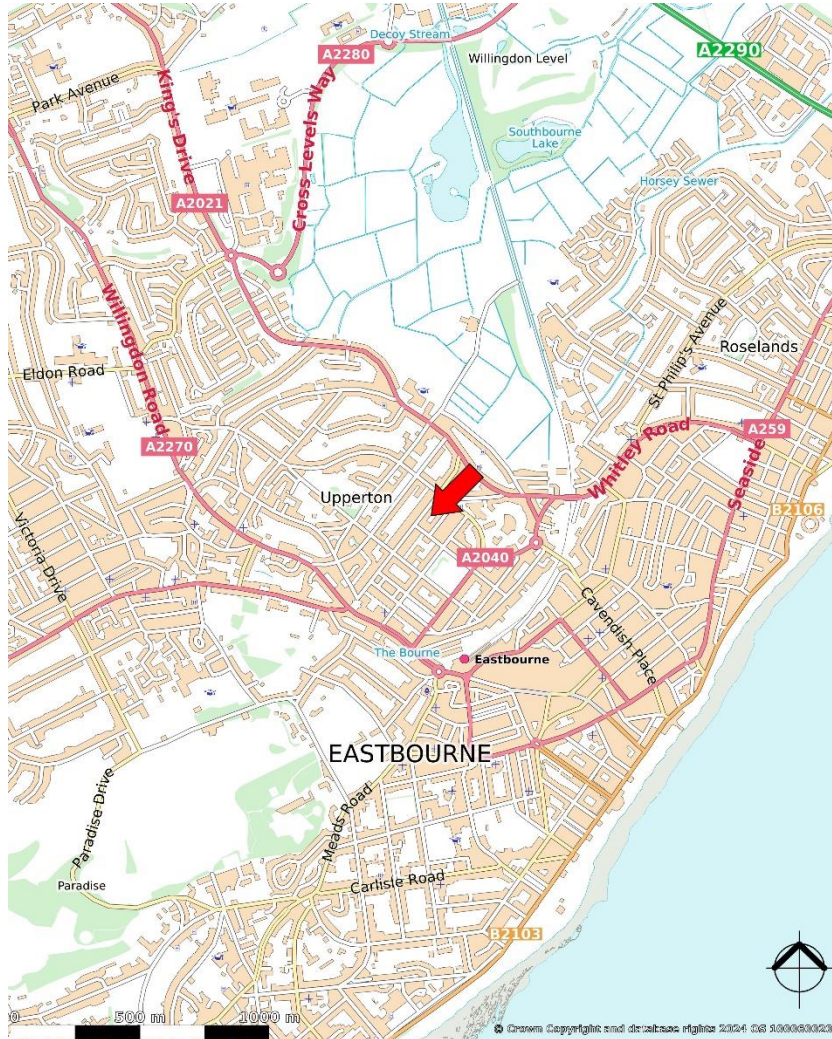 Decoy Stream
A2280
Willingdon Level
A2290
Park Avenue
King's Drive
Cross Levels Way
Southbourne
Lake
Horsey Sewer
A2021
Willingdon Road
St Philip's Avenue
Roselands
Eldon Road
A2270
Whitley Road
A259
Seaside
Upperton
B2106
Victoria Drive
A2040
Cavendish Place
The Bourne
Eastbourne
EASTBOURNE
Paradise Drive
Meads Road
Paradise
Carlisle Road
B2103
0 500 m 1000 m
© Crown Copyright and database rights 2024 OS